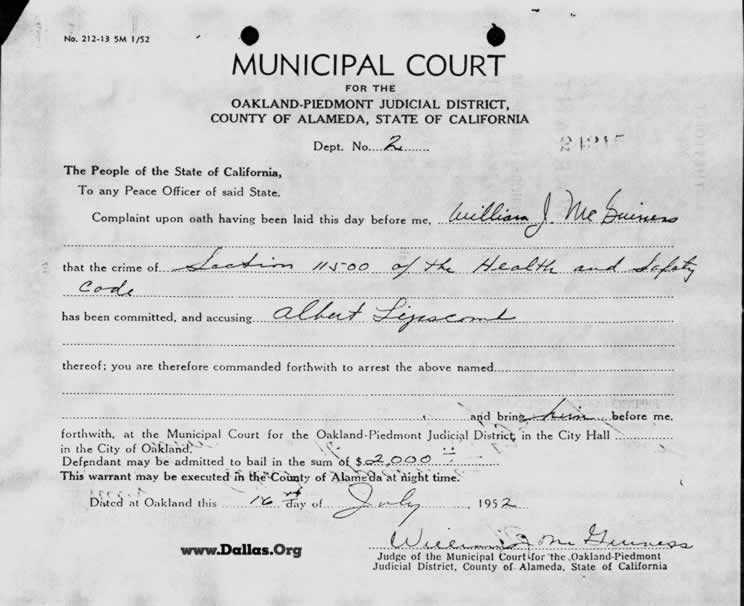 No. 212-13 5M 1/52
MUNICIPAL COURT
FOR THE
OAKLAND-PIEDMONT JUDICIAL DISTRICT,
COUNTY OF ALAMEDA, STATE OF CALIFORNIA
Dept. No. 2
The People of the State of California,
To any Peace Officer of said State.
Complaint upon oath having been laid this day before me, William J. McGuiness
that the crime of Section 11500 of the Health and Safety
Code
has been committed, and accusing Albert Lipscomb
thereof; you are therefore commanded forthwith to arrest the above named
and bring him before me,
forthwith, at the Municipal Court for the Oakland-Piedmont Judicial District, in the City Hall
in the City of Oakland.
Defendant may be admitted to bail in the sum of $ 2,000
This warrant may be executed in the County of Alameda at night time.
Dated at Oakland this 16 day of July, 1952
www.Dallas.Org
William J. McGuiness
Judge of the Municipal Court for the Oakland-Piedmont
Judicial District, County of Alameda, State of California